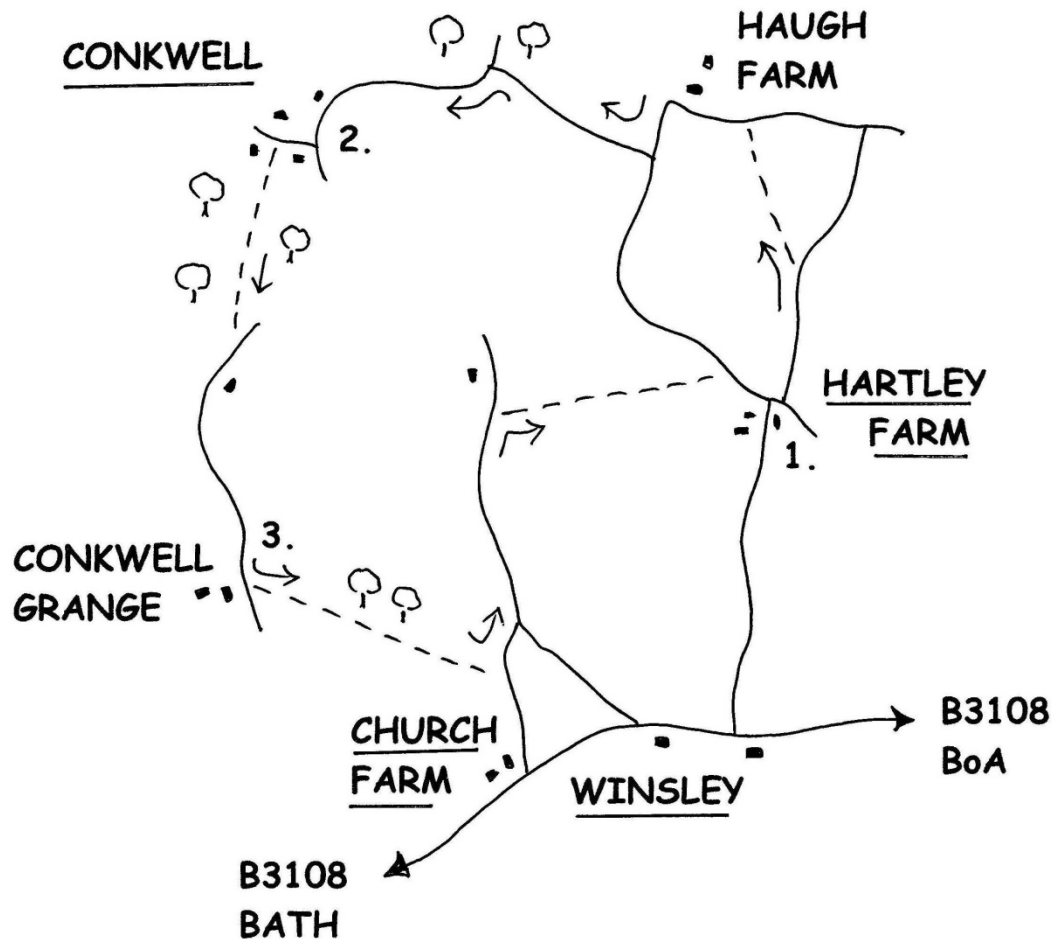 CONKWELL
HAUGH
FARM
2.
HARTLEY
FARM
1.
3.
CONKWELL
GRANGE
CHURCH
FARM
WINSLEY
B3108
BoA
B3108
BATH